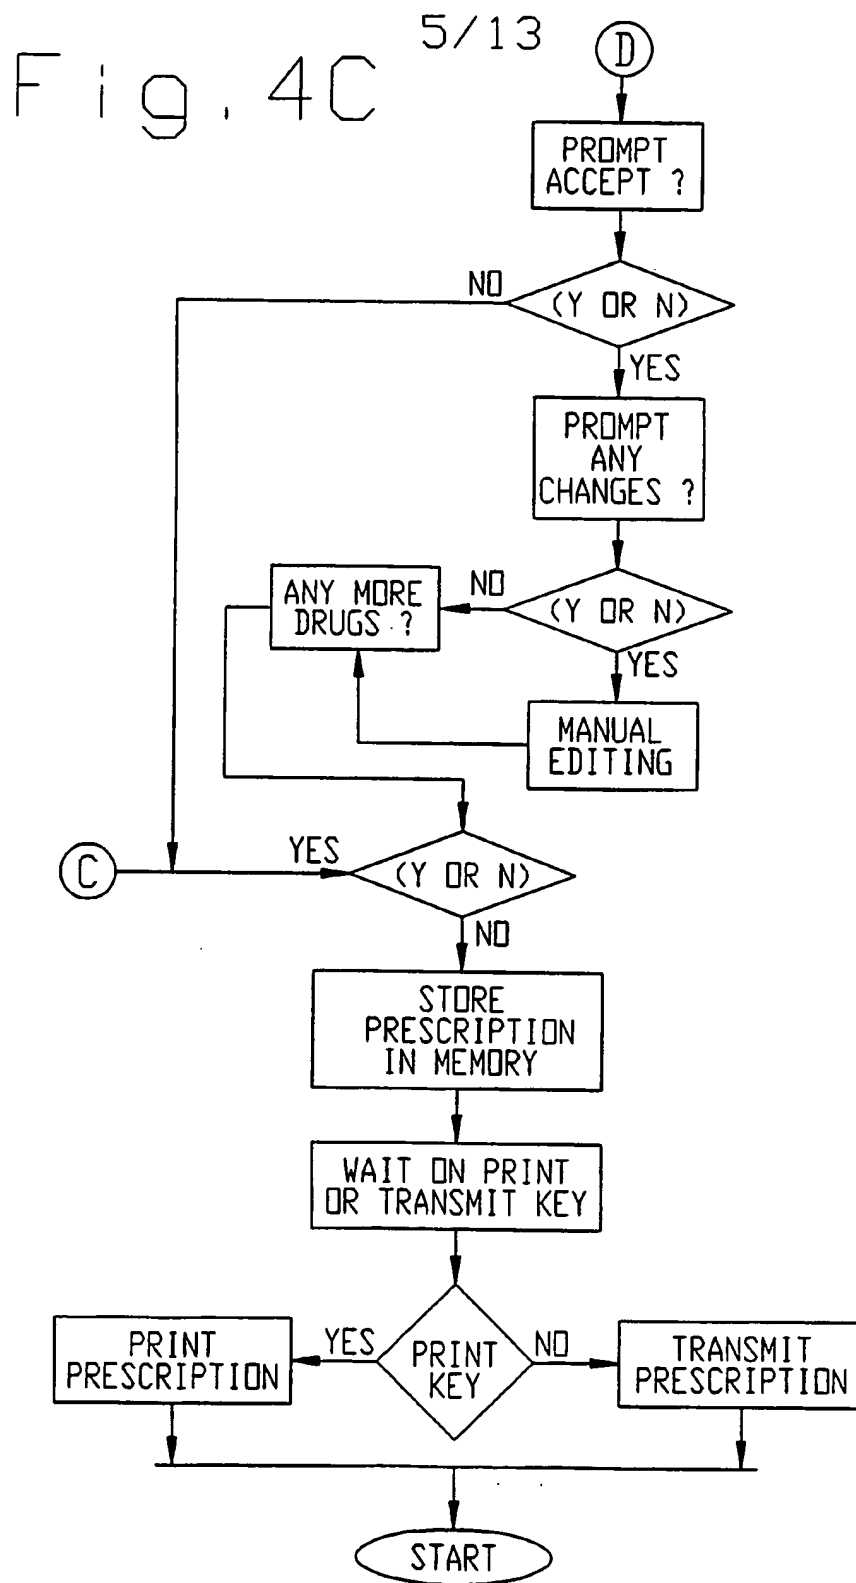 5/13
Fig. 4C
D
PROMPT
ACCEPT ?
NO
(Y OR N)
YES
PROMPT
ANY
CHANGES ?
ANY MORE
DRUGS ?
NO
(Y OR N)
YES
MANUAL
EDITING
C
YES
(Y OR N)
NO
STORE
PRESCRIPTION
IN MEMORY
WAIT ON PRINT
OR TRANSMIT KEY
PRINT
PRESCRIPTION
YES
PRINT
KEY
NO
TRANSMIT
PRESCRIPTION
START